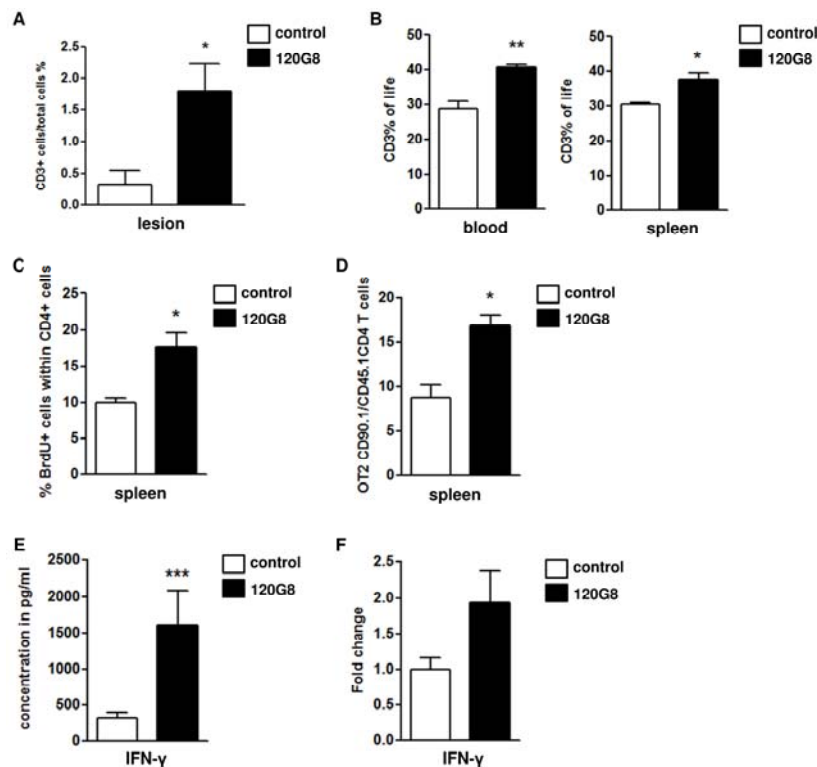 A
control
120G8
CD3+ cells/total cells %
2.5
2.0
1.5
1.0
0.5
0.0
*
lesion
B
control
120G8
CD3% of life
50
40
30
20
10
0
**
blood
CD3% of life
50
40
30
20
10
0
*
spleen
C
control
120G8
% BrdU+ cells within CD4+ cells
25
20
15
10
5
0
*
spleen
D
control
120G8
OT2 CD90.1/CD45.1CD4 T cells
20
15
10
5
0
*
spleen
E
control
120G8
concentration in pg/ml
2500
2000
1500
1000
500
0
***
IFN-γ
F
control
120G8
Fold change
2.5
2.0
1.5
1.0
0.5
0.0
IFN-γ